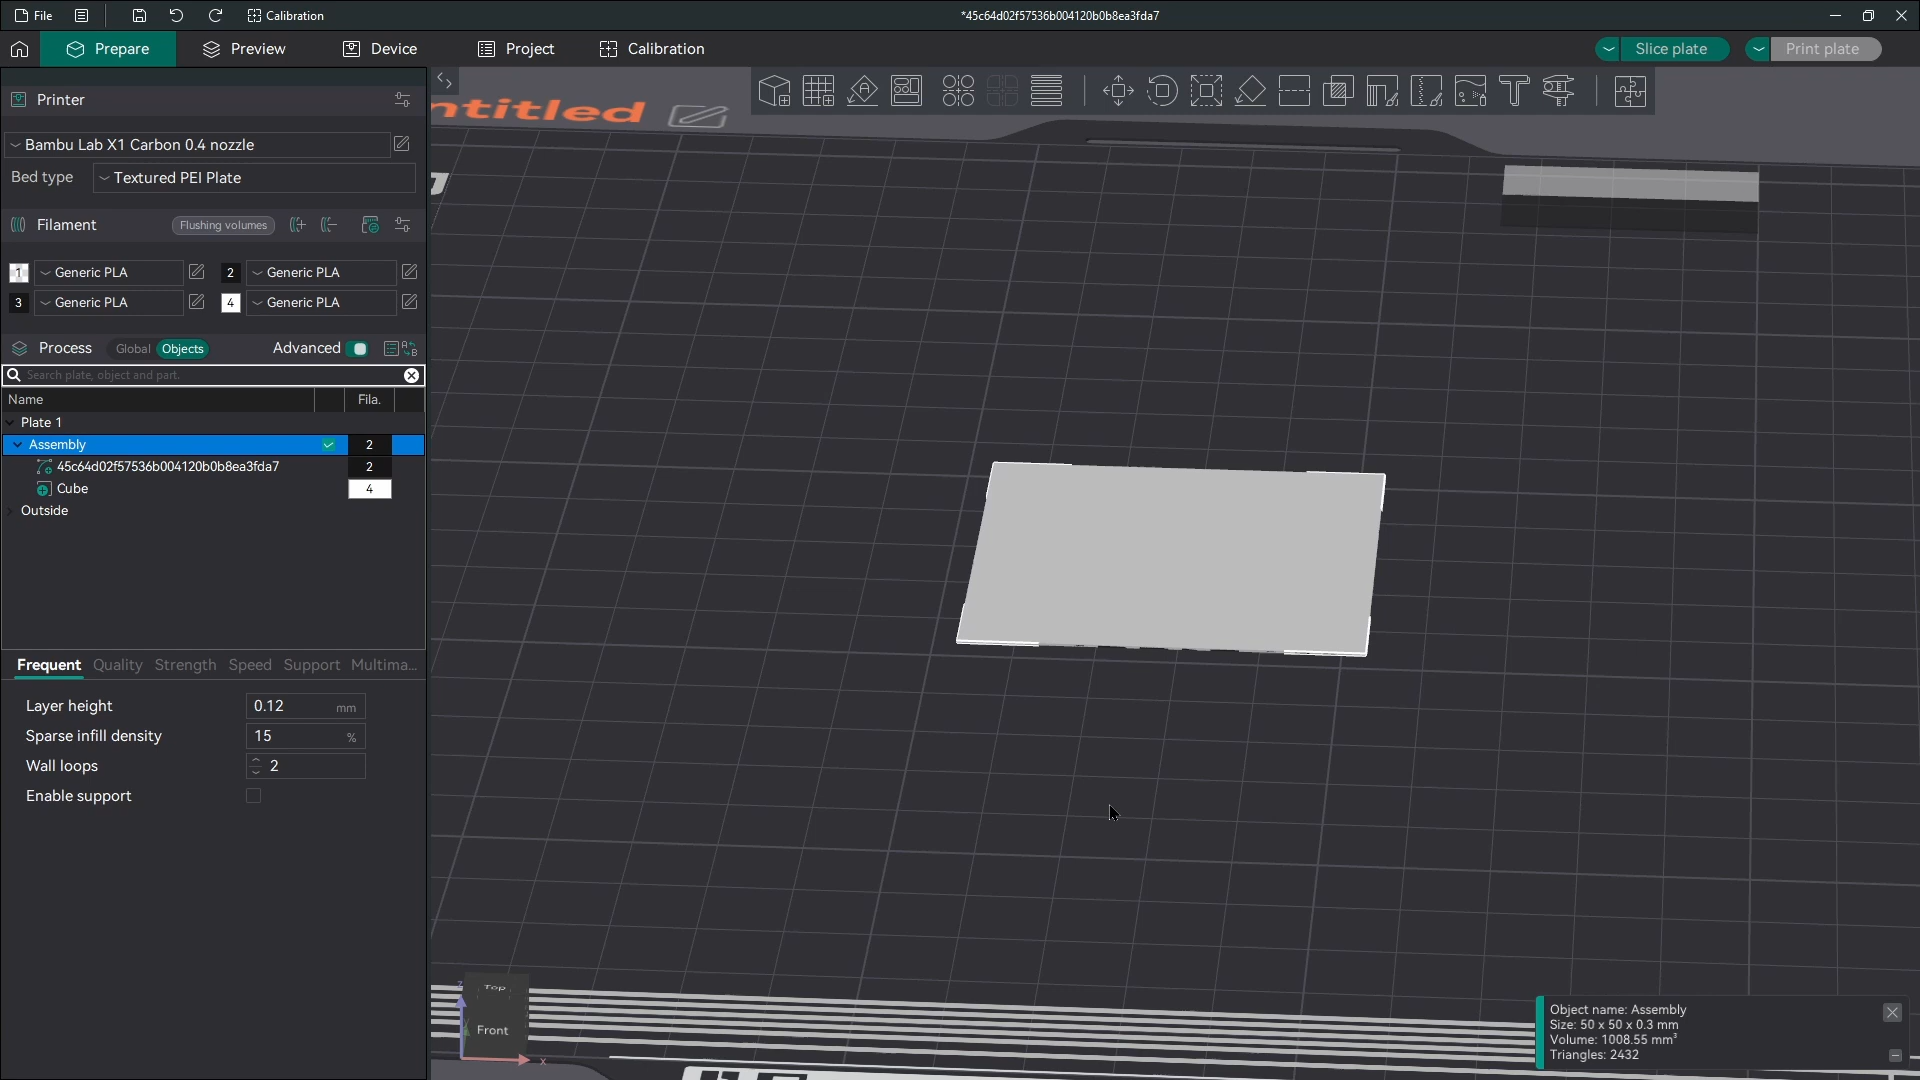 File
Calibration
*45c64d02f57536b004120b0b8ea3fda7
Prepare
Preview
Device
Project
Calibration
Slice plate
Print plate
Printer
ntitled
Bambu Lab X1 Carbon 0.4 nozzle
Bed type
Textured PEI Plate
Filament
Flushing volumes
1 Generic PLA
2 Generic PLA
3 Generic PLA
4 Generic PLA
Process
Global
Objects
Advanced
Search plate, object and part.
Name
Fila.
Plate 1
Assembly 2
45c64d02f57536b004120b0b8ea3fda7 2
Cube 4
Outside
Frequent Quality Strength Speed Support Multima...
Layer height 0.12 mm
Sparse infill density 15 %
Wall loops 2
Enable support
Top
Front
z
x
Object name: Assembly
Size: 50 x 50 x 0.3 mm
Volume: 1008.55 mm³
Triangles: 2432